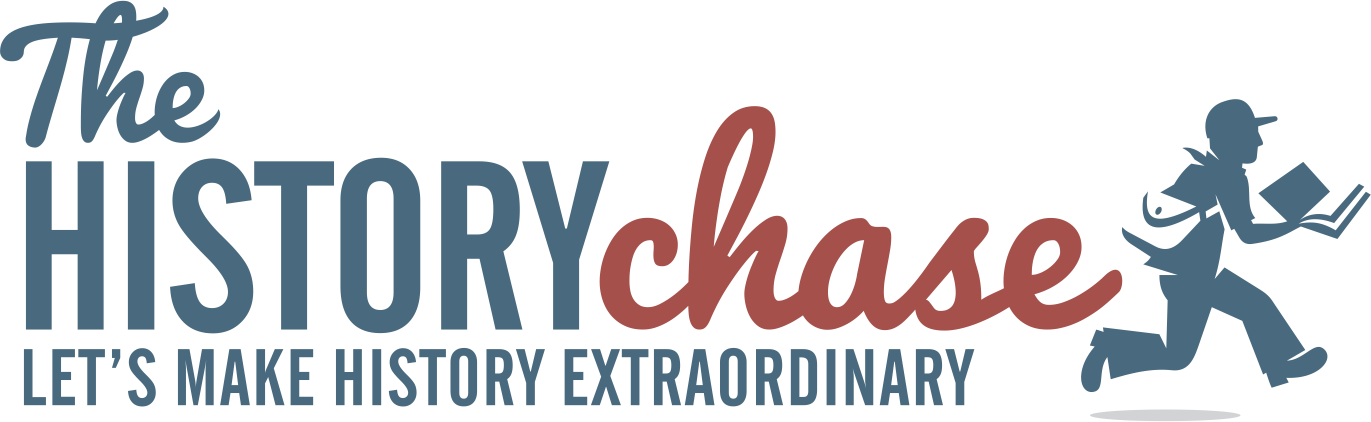 The
HISTORYchase
LET'S MAKE HISTORY EXTRAORDINARY